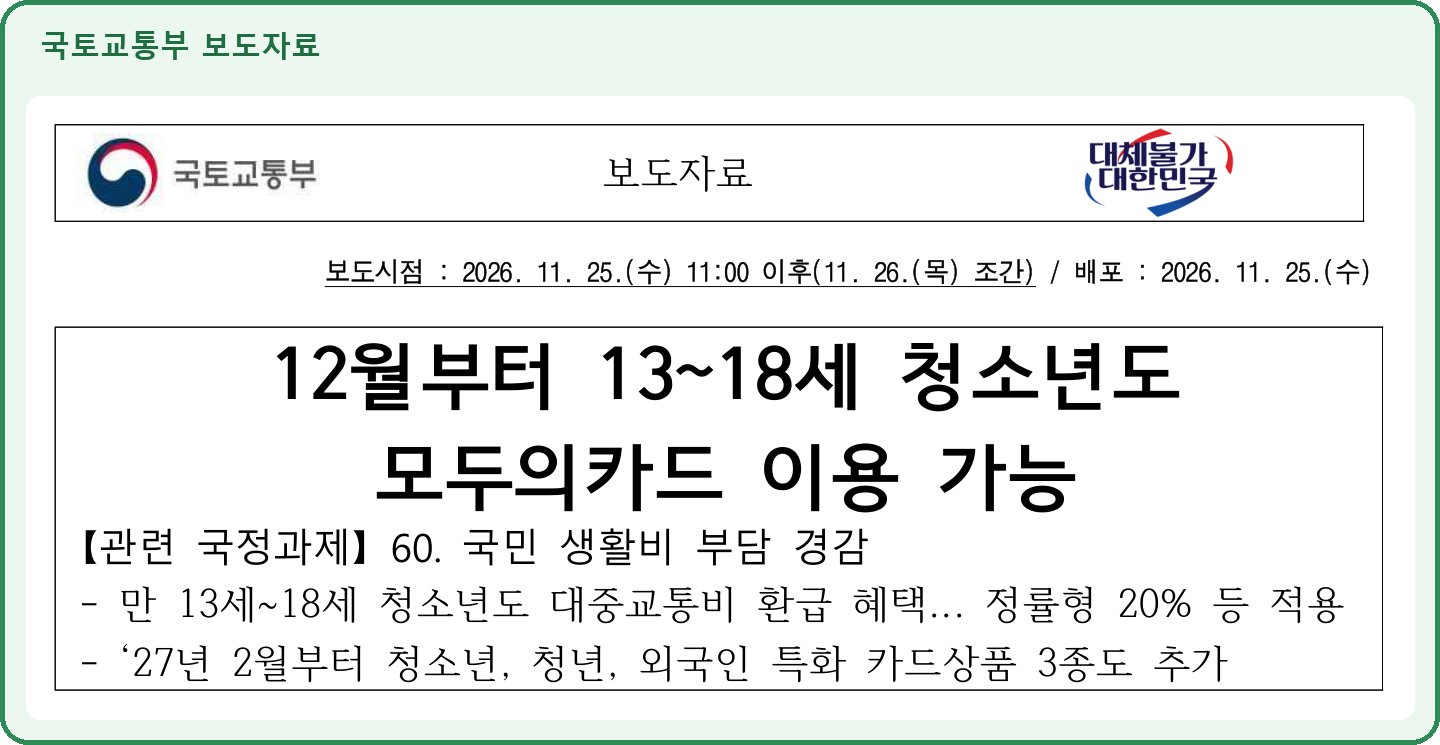 국토교통부 보도자료
국토교통부
보도자료
대체불가
대한민국
보도시점 : 2026. 11. 25.(수) 11:00 이후(11. 26.(목) 조간) / 배포 : 2026. 11. 25.(수)
12월부터 13~18세 청소년도
모두의카드 이용 가능
【관련 국정과제】 60. 국민 생활비 부담 경감
- 만 13세~18세 청소년도 대중교통비 환급 혜택... 정률형 20% 등 적용
- ‘27년 2월부터 청소년, 청년, 외국인 특화 카드상품 3종도 추가